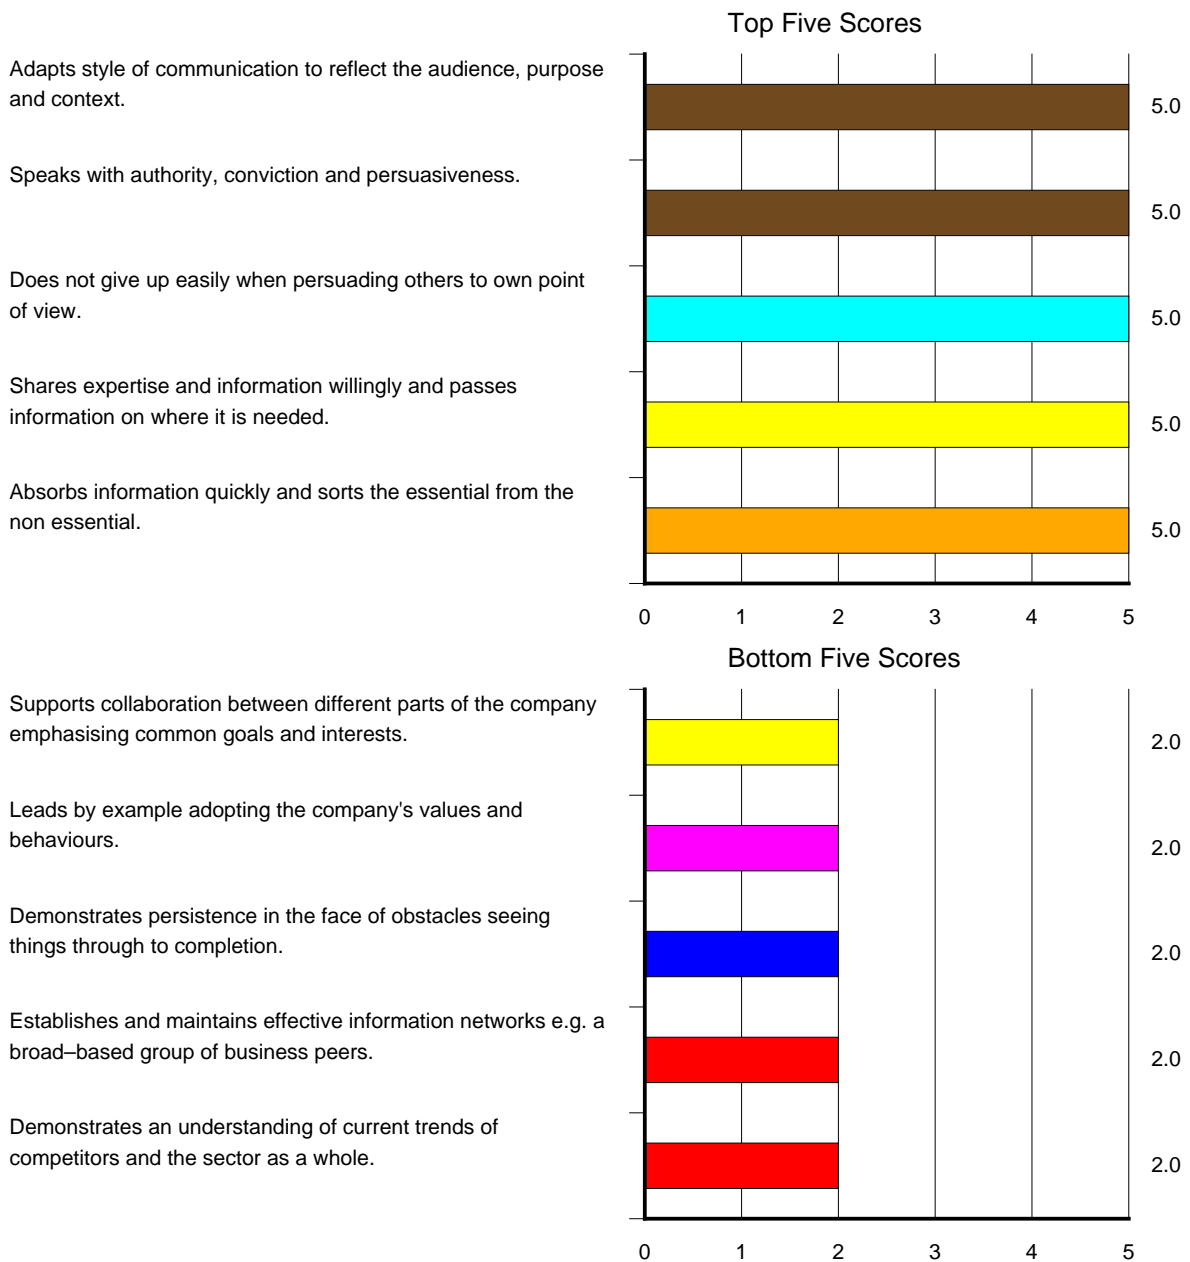 Top Five Scores
Adapts style of communication to reflect the audience, purpose
and context.
5.0
Speaks with authority, conviction and persuasiveness.
5.0
Does not give up easily when persuading others to own point
of view.
5.0
Shares expertise and information willingly and passes
information on where it is needed.
5.0
Absorbs information quickly and sorts the essential from the
non essential.
5.0
0 1 2 3 4 5
Bottom Five Scores
Supports collaboration between different parts of the company
emphasising common goals and interests.
2.0
Leads by example adopting the company's values and
behaviours.
2.0
Demonstrates persistence in the face of obstacles seeing
things through to completion.
2.0
Establishes and maintains effective information networks e.g. a
broad–based group of business peers.
2.0
Demonstrates an understanding of current trends of
competitors and the sector as a whole.
2.0
0 1 2 3 4 5